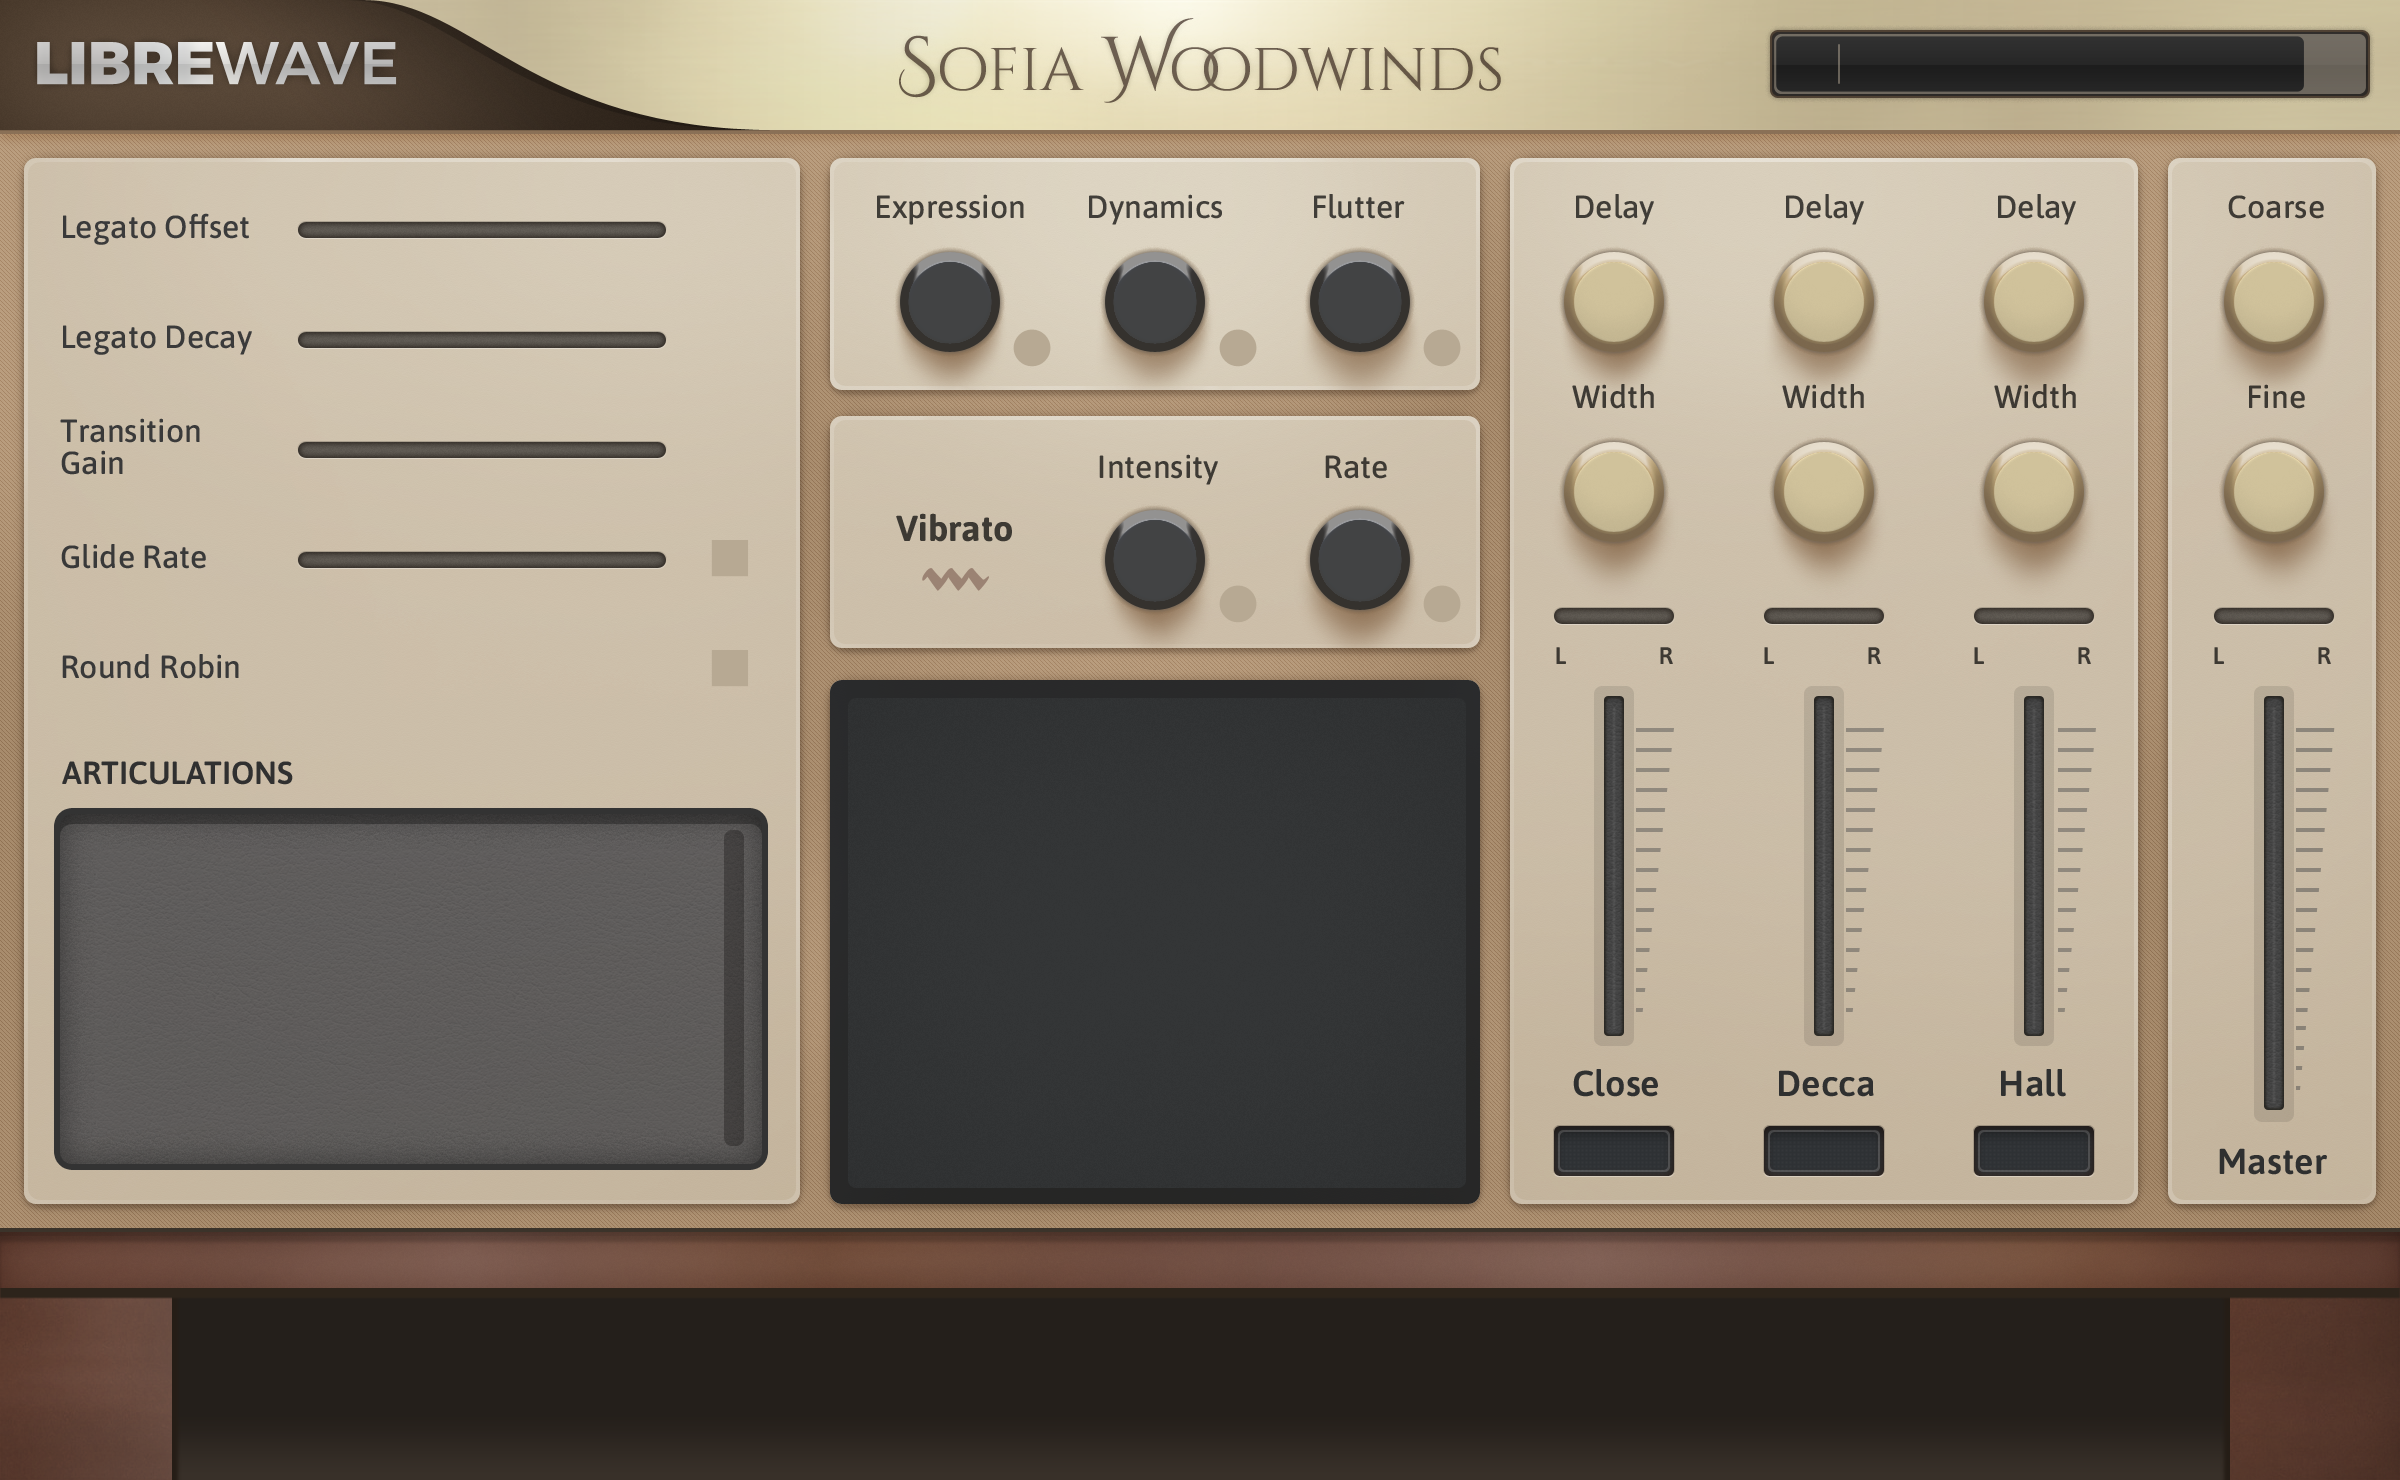 LIBREWAVE
SOFIA WOODWINDS
Legato Offset
Legato Decay
Transition
Gain
Glide Rate
Round Robin
ARTICULATIONS
Expression Dynamics Flutter
Vibrato
Intensity Rate
Delay Delay Delay
Width Width Width
L R L R L R
Close Decca Hall
Coarse
Fine
L R
Master